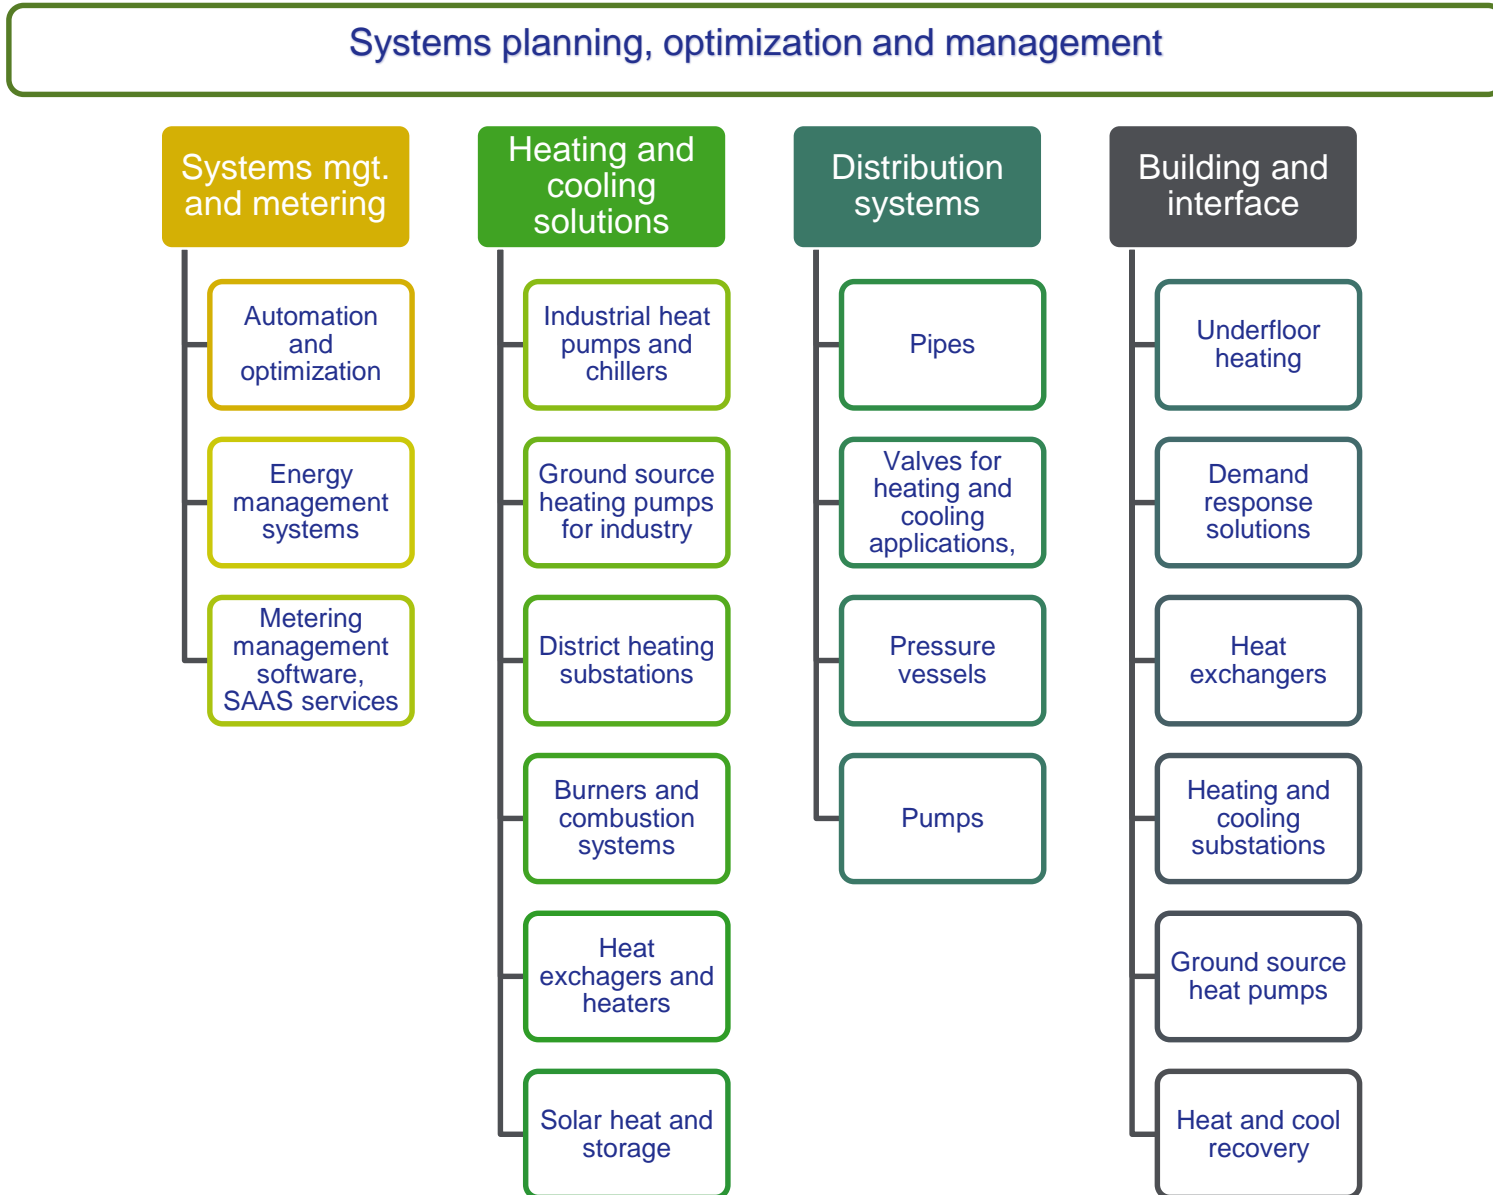 Systems planning, optimization and management
Systems mgt.
and metering
Automation
and
optimization
Energy
management
systems
Metering
management
software,
SAAS services
Heating and
cooling
solutions
Industrial heat
pumps and
chillers
Ground source
heating pumps
for industry
District heating
substations
Burners and
combustion
systems
Heat
exchagers and
heaters
Solar heat and
storage
Distribution
systems
Pipes
Valves for
heating and
cooling
applications,
Pressure
vessels
Pumps
Building and
interface
Underfloor
heating
Demand
response
solutions
Heat
exchangers
Heating and
cooling
substations
Ground source
heat pumps
Heat and cool
recovery